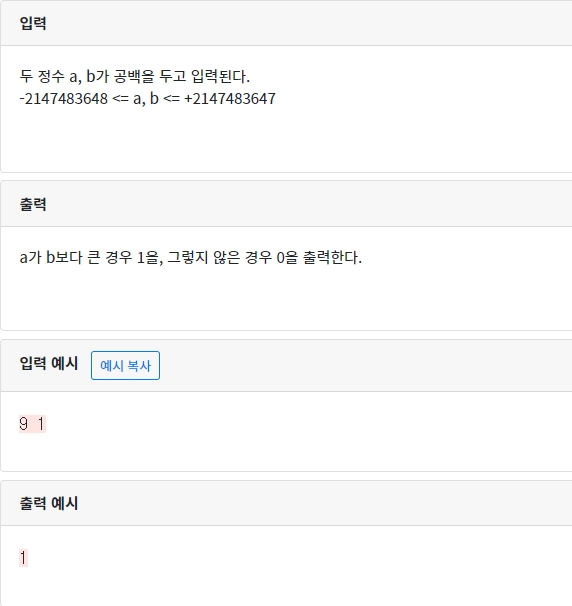 입력
두 정수 a, b가 공백을 두고 입력된다.
-2147483648 <= a, b <= +2147483647
출력
a가 b보다 큰 경우 1을, 그렇지 않은 경우 0을 출력한다.
입력 예시 예시 복사
9 1
출력 예시
1